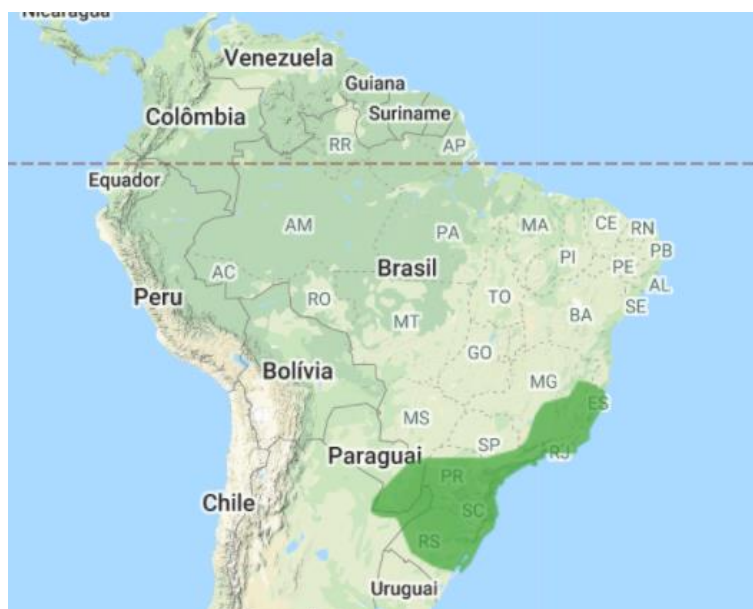 Nicarágua
Venezuela
Guiana
Colômbia
Suriname
RR
AP
Equador
AM
PA
MA
CE
RN
PI
PB
PE
Brasil
AC
AL
Peru
RO
TO
SE
MT
BA
GO
Bolívia
MG
ES
MS
SP
RJ
Paraguai
PR
Chile
SC
RS
Uruguai